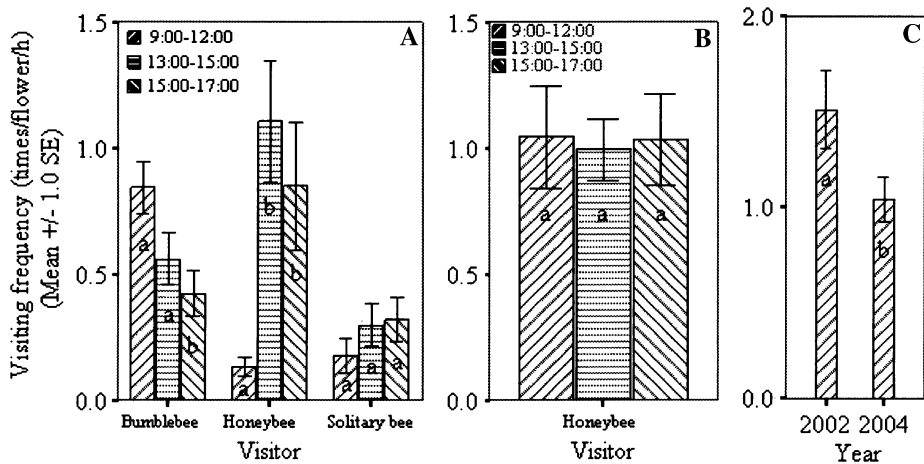 Visiting frequency (times/flower/h)
(Mean +/- 1.0 SE)
A
9:00-12:00
13:00-15:00
15:00-17:00
1.5
1.0
0.5
0.0
a
a
b
a
b
b
a
a
a
Bumblebee Honeybee Solitary bee
Visitor
B
9:00-12:00
13:00-15:00
15:00-17:00
1.5
1.0
0.5
0.0
a a a
Honeybee
Visitor
C
2.0
1.0
0.0
a
b
2002 2004
Year